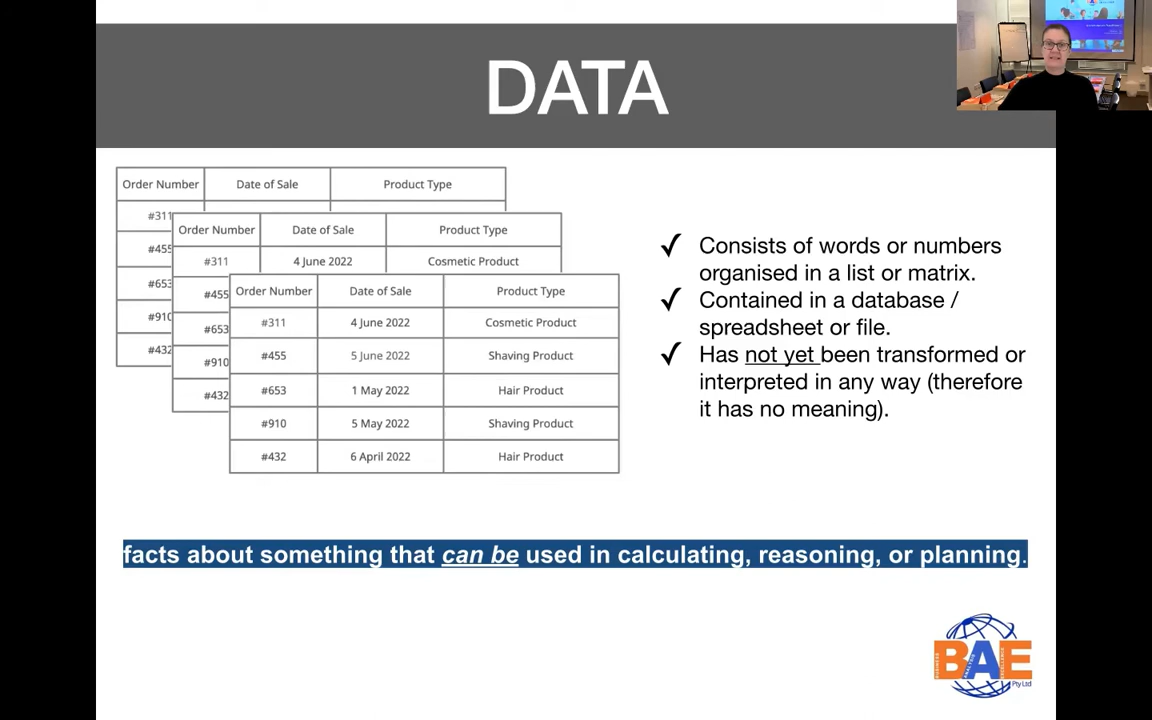 DATA
Order Number Date of Sale Product Type
#311
#455
#653
#910
#432
Order Number Date of Sale Product Type
#311 4 June 2022 Cosmetic Product
#455
#653
#910
#432
Order Number Date of Sale Product Type
#311 4 June 2022 Cosmetic Product
#455 5 June 2022 Shaving Product
#653 1 May 2022 Hair Product
#910 5 May 2022 Shaving Product
#432 6 April 2022 Hair Product
✓ Consists of words or numbers
organised in a list or matrix.
✓ Contained in a database /
spreadsheet or file.
✓ Has not yet been transformed or
interpreted in any way (therefore
it has no meaning).
facts about something that can be used in calculating, reasoning, or planning.
BAE
Pty Ltd